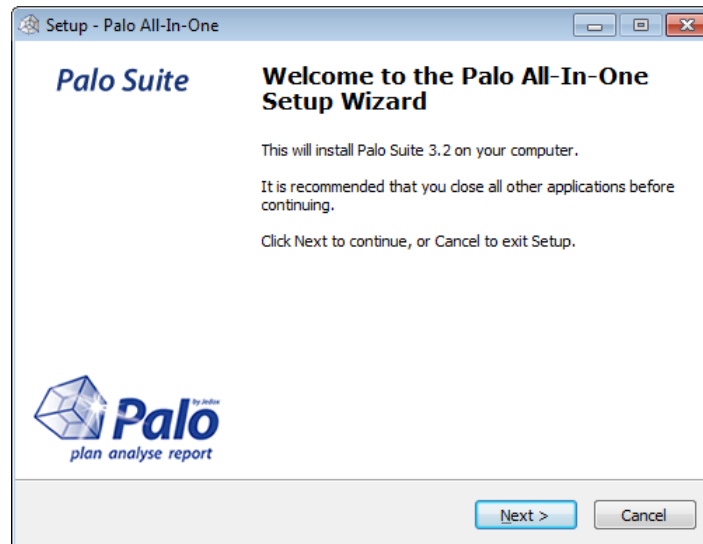 Setup - Palo All-In-One
Palo Suite
Welcome to the Palo All-In-One
Setup Wizard
This will install Palo Suite 3.2 on your computer.
It is recommended that you close all other applications before
continuing.
Click Next to continue, or Cancel to exit Setup.
by Jedox
Palo
plan analyse report
Next >
Cancel